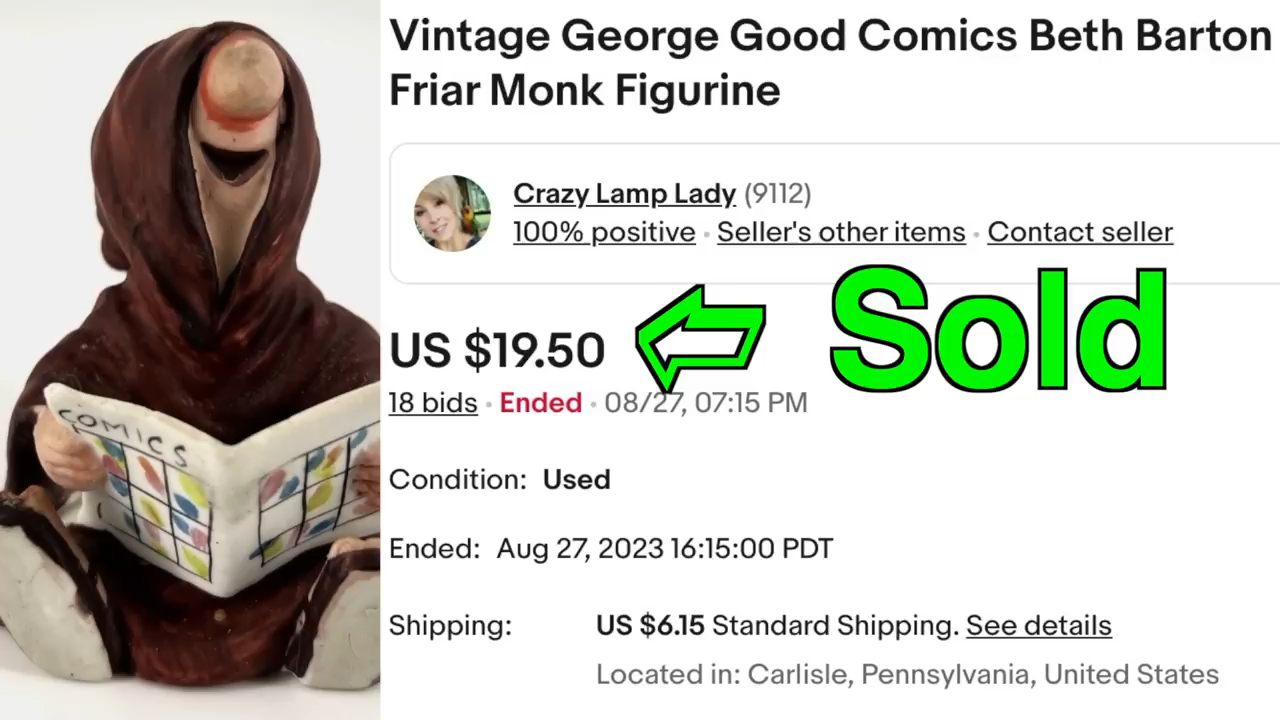 Vintage George Good Comics Beth Barton
Friar Monk Figurine
Crazy Lamp Lady (9112)
100% positive • Seller's other items • Contact seller
US $19.50
Sold
18 bids • Ended • 08/27, 07:15 PM
Condition: Used
Ended: Aug 27, 2023 16:15:00 PDT
Shipping: US $6.15 Standard Shipping. See details
Located in: Carlisle, Pennsylvania, United States
COMICS